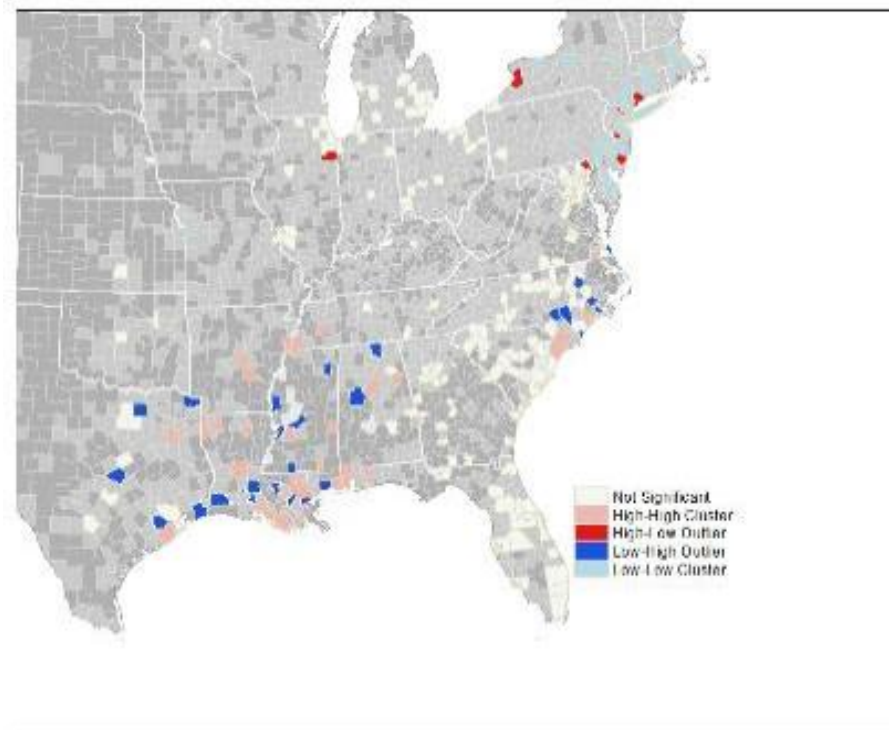 Not Significant
High-High Cluster
High-Low Outlier
Low-High Outlier
Low-Low Cluster